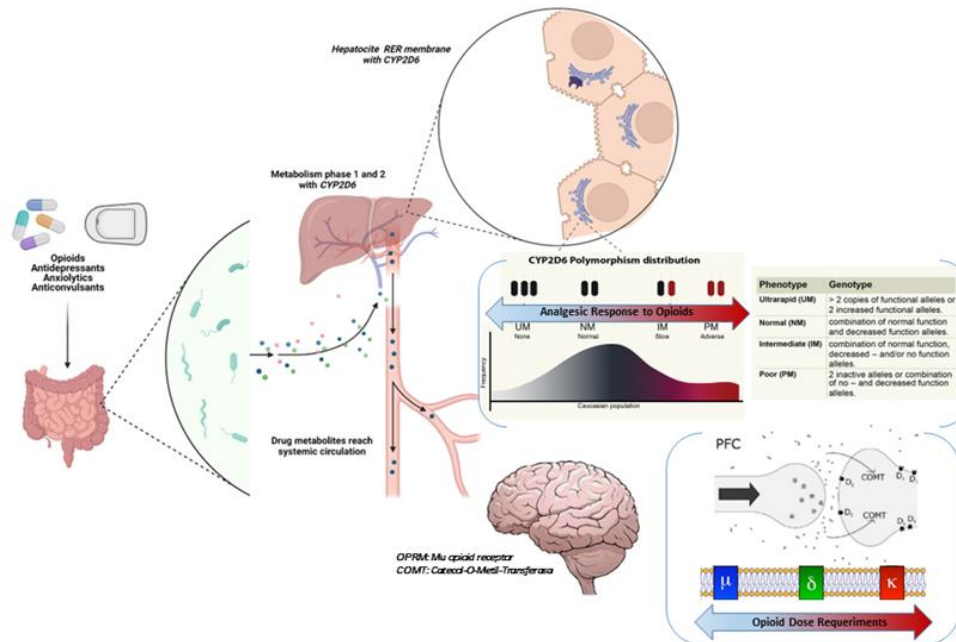 Hepatocite RER membrane
with CYP2D6
Metabolism phase 1 and 2
with CYP2D6
Opioids
Antidepressants
Anxiolytics
Anticonvulsants
Drug metabolites reach
systemic circulation
CYP2D6 Polymorphism distribution
Analgesic Response to Opioids
UM NM IM PM
None Normal Slow Adverse
Frequency
Caucasian population
Phenotype Genotype
Ultrarapid (UM) > 2 copies of functional alleles or
2 increased functional alleles.
Normal (NM) combination of normal function
and decreased function alleles.
Intermediate (IM) combination of normal function,
decreased – and/or no function
alleles.
Poor (PM) 2 inactive alleles or combination
of no – and decreased function
alleles.
PFC
COMT
COMT
OPRM: Mu opioid receptor
COMT: Catecol-O-Metil-Transferasa
μ δ κ
Opioid Dose Requeriments